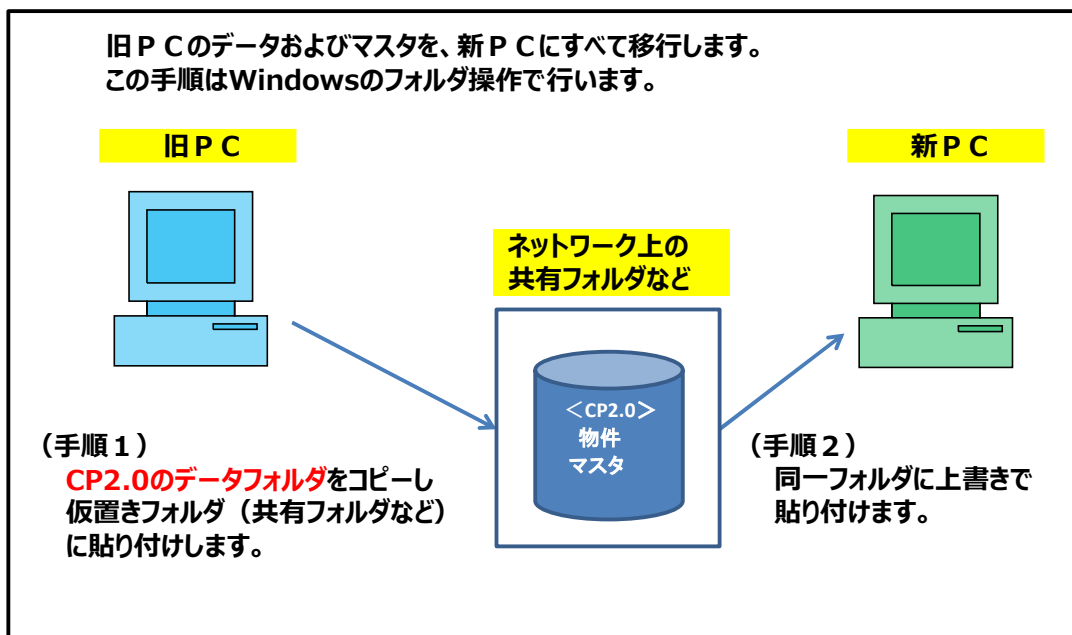 旧ＰＣのデータおよびマスタを、新ＰＣにすべて移行します。
この手順はWindowsのフォルダ操作で行います。
旧ＰＣ
新ＰＣ
ネットワーク上の
共有フォルダなど
＜CP2.0＞
物件
マスタ
（手順１）
CP2.0のデータフォルダをコピーし
仮置きフォルダ（共有フォルダなど）
に貼り付けします。
（手順２）
同一フォルダに上書きで
貼り付けます。